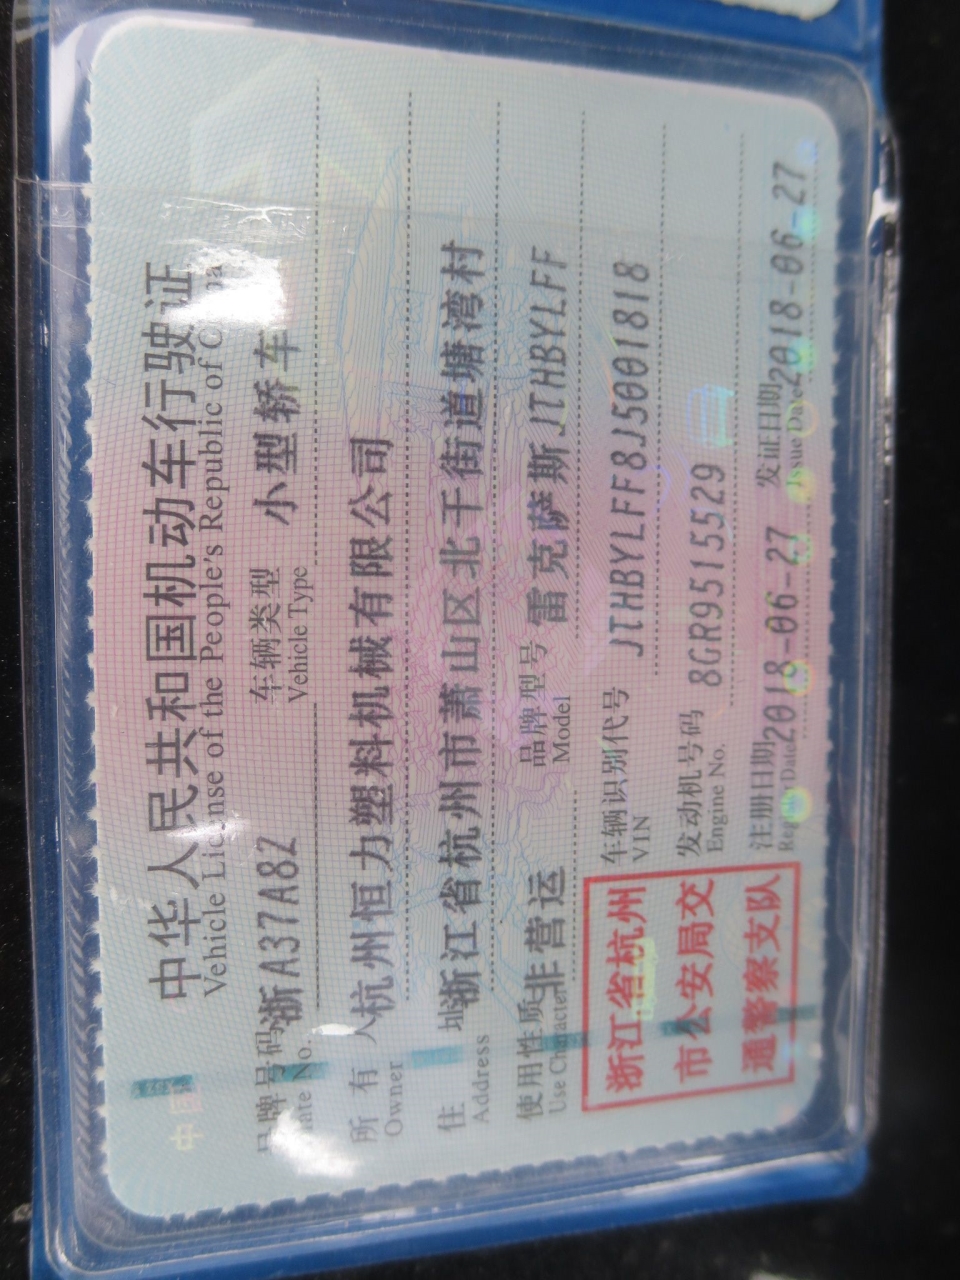 中华人民共和国机动车行驶证
Vehicle License of the People's Republic of China
号牌号码 浙A37A8Z 车辆类型 小型轿车
Plate No. Vehicle Type
所有人 杭州恒力塑料机械有限公司
Owner
住址 浙江省杭州市萧山区北干街道塘湾村
Address
使用性质 非营运 品牌型号 雷克萨斯JTHBYLFF
Use Character Model
车辆识别代号 JTHBYLFF8J5001818
VIN
发动机号码 8GR9515529
Engine No.
注册日期 2018-06-27 发证日期 2018-06-27
Register Date Issue Date
浙江省杭州
市公安局交
通警察支队
中国